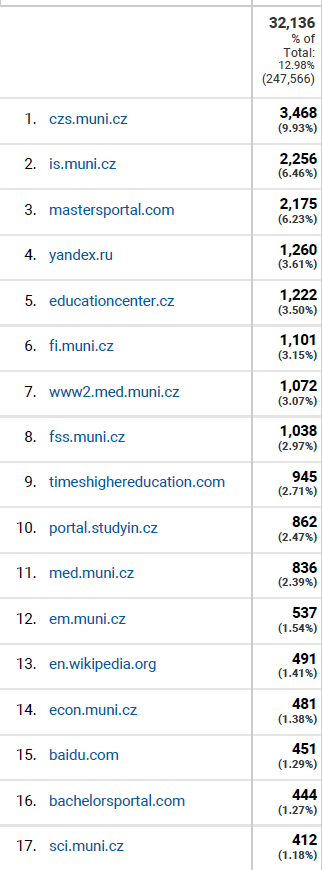 32,136
% of
Total:
12.98%
(247,566)
1. czs.muni.cz 3,468
(9.93%)
2. is.muni.cz 2,256
(6.46%)
3. mastersportal.com 2,175
(6.23%)
4. yandex.ru 1,260
(3.61%)
5. educationcenter.cz 1,222
(3.50%)
6. fi.muni.cz 1,101
(3.15%)
7. www2.med.muni.cz 1,072
(3.07%)
8. fss.muni.cz 1,038
(2.97%)
9. timeshighereducation.com 945
(2.71%)
10. portal.studyin.cz 862
(2.47%)
11. med.muni.cz 836
(2.39%)
12. em.muni.cz 537
(1.54%)
13. en.wikipedia.org 491
(1.41%)
14. econ.muni.cz 481
(1.38%)
15. baidu.com 451
(1.29%)
16. bachelorsportal.com 444
(1.27%)
17. sci.muni.cz 412
(1.18%)